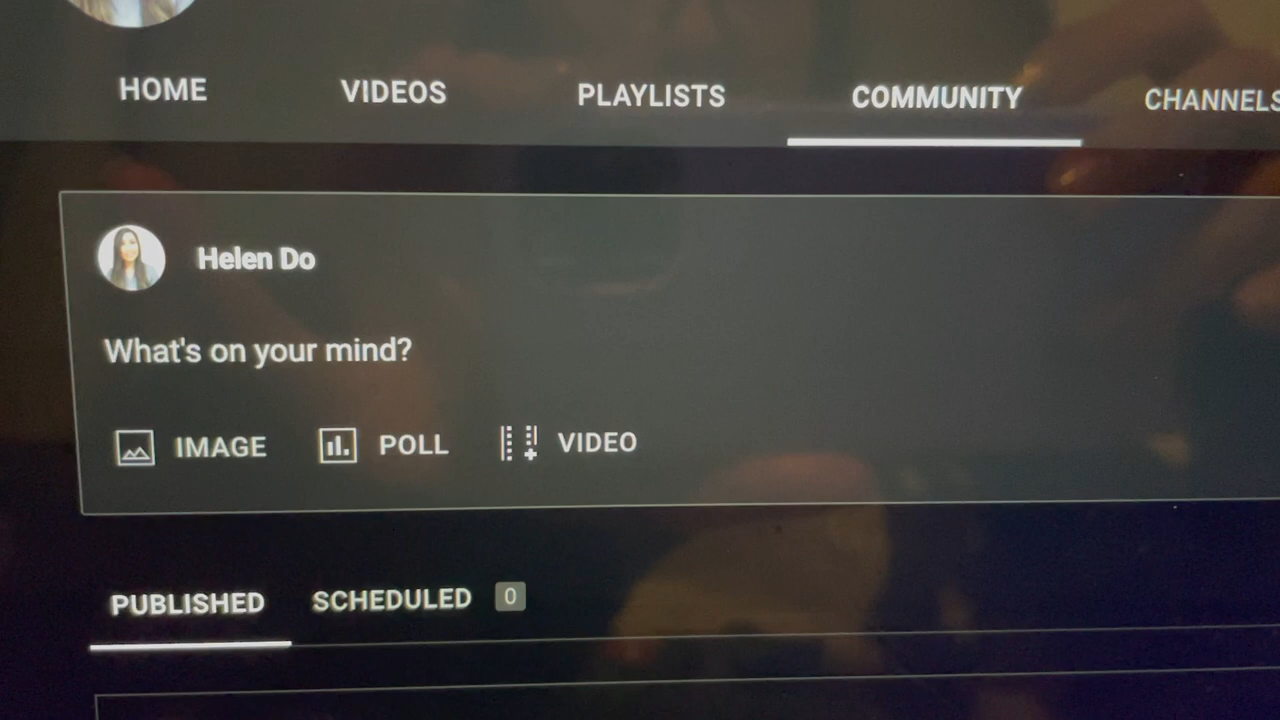 HOME VIDEOS PLAYLISTS COMMUNITY CHANNELS
Helen Do
What's on your mind?
IMAGE POLL VIDEO
PUBLISHED SCHEDULED 0